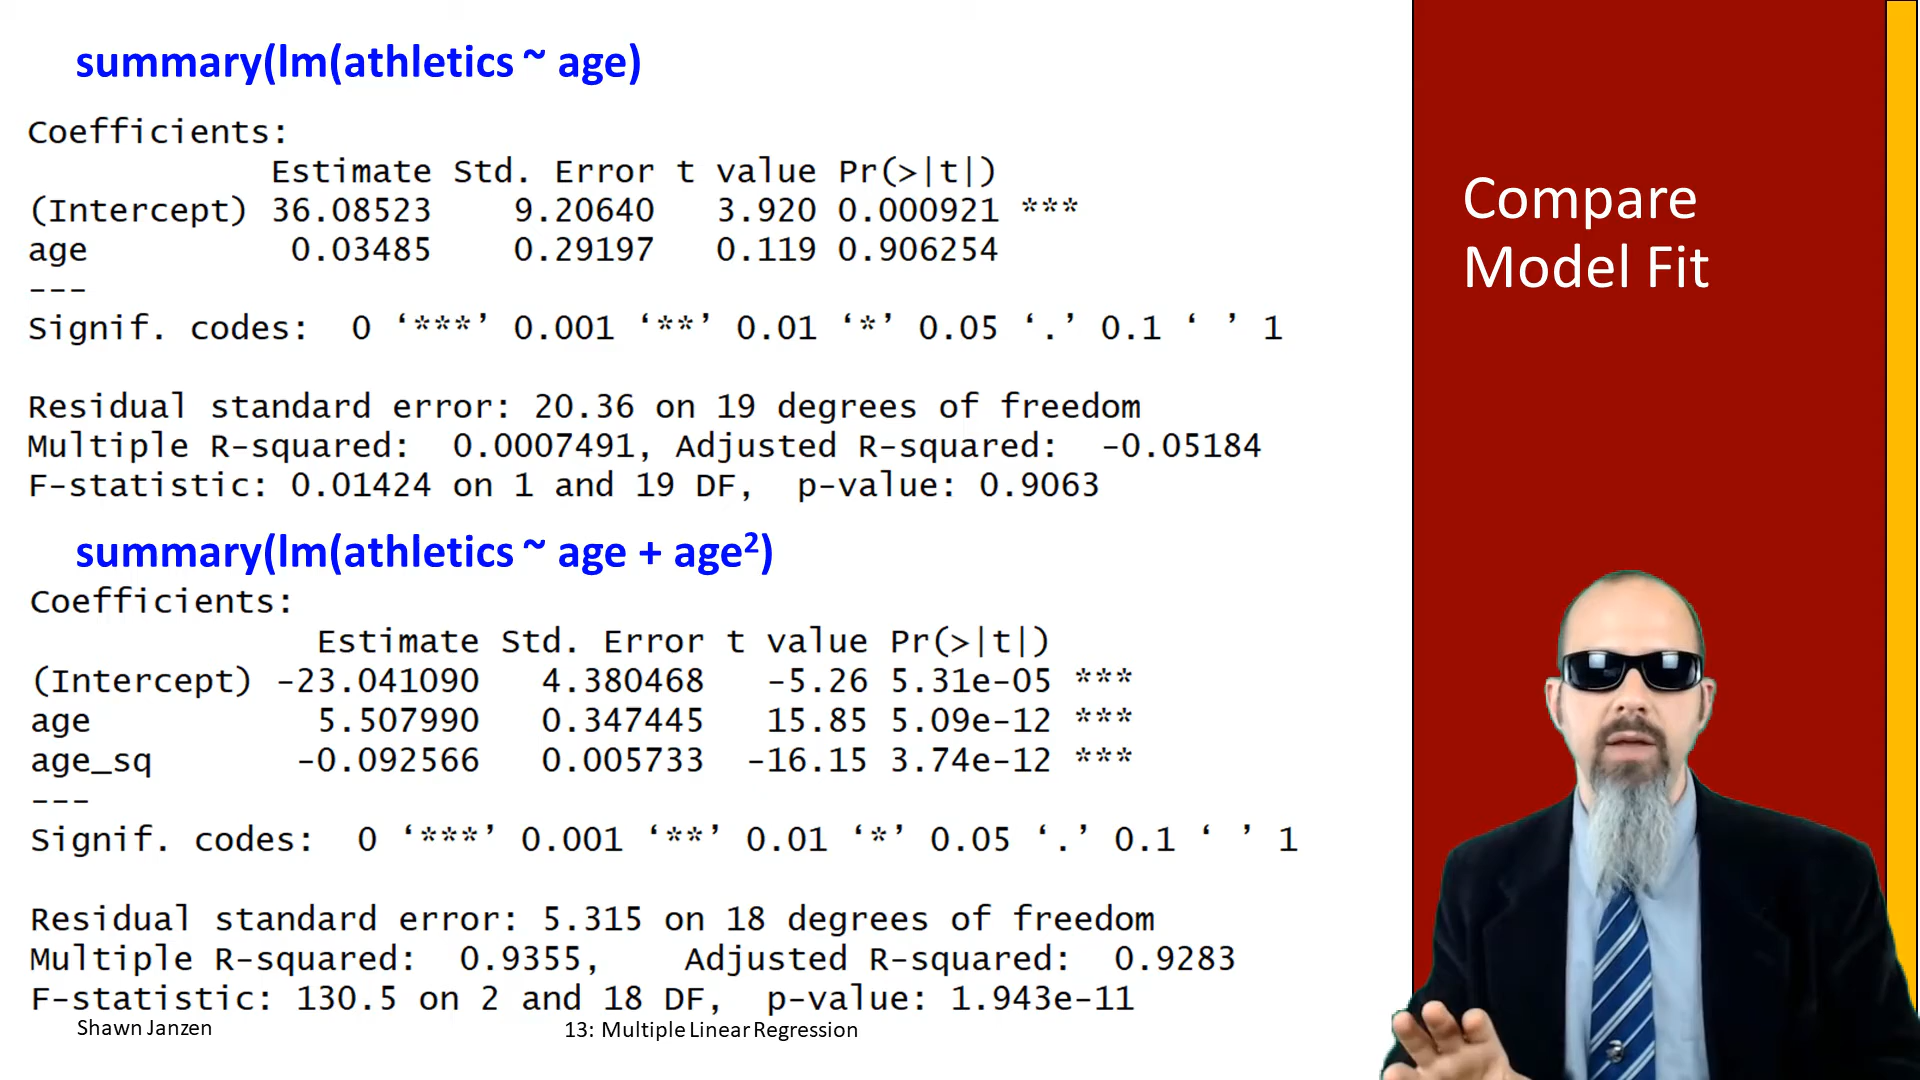 summary(lm(athletics ~ age)
Coefficients:
Estimate Std. Error t value Pr(>|t|)
(Intercept) 36.08523 9.20640 3.920 0.000921 ***
age 0.03485 0.29197 0.119 0.906254
---
Signif. codes: 0 ‘***’ 0.001 ‘**’ 0.01 ‘*’ 0.05 ‘.’ 0.1 ‘ ’ 1
Residual standard error: 20.36 on 19 degrees of freedom
Multiple R-squared: 0.0007491, Adjusted R-squared: -0.05184
F-statistic: 0.01424 on 1 and 19 DF, p-value: 0.9063
summary(lm(athletics ~ age + age²)
Coefficients:
Estimate Std. Error t value Pr(>|t|)
(Intercept) -23.041090 4.380468 -5.26 5.31e-05 ***
age 5.507990 0.347445 15.85 5.09e-12 ***
age_sq -0.092566 0.005733 -16.15 3.74e-12 ***
---
Signif. codes: 0 ‘***’ 0.001 ‘**’ 0.01 ‘*’ 0.05 ‘.’ 0.1 ‘ ’ 1
Residual standard error: 5.315 on 18 degrees of freedom
Multiple R-squared: 0.9355, Adjusted R-squared: 0.9283
F-statistic: 130.5 on 2 and 18 DF, p-value: 1.943e-11
Shawn Janzen
13: Multiple Linear Regression
Compare
Model Fit